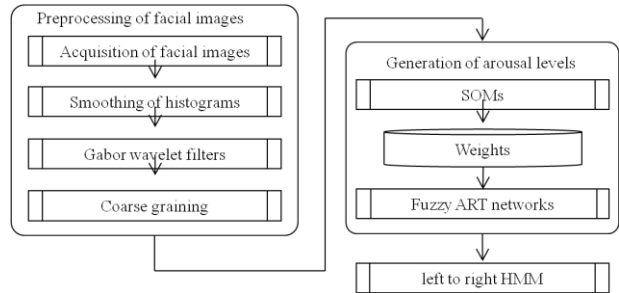 Preprocessing of facial images
Acquisition of facial images
Smoothing of histograms
Gabor wavelet filters
Coarse graining
Generation of arousal levels
SOMs
Weights
Fuzzy ART networks
left to right HMM